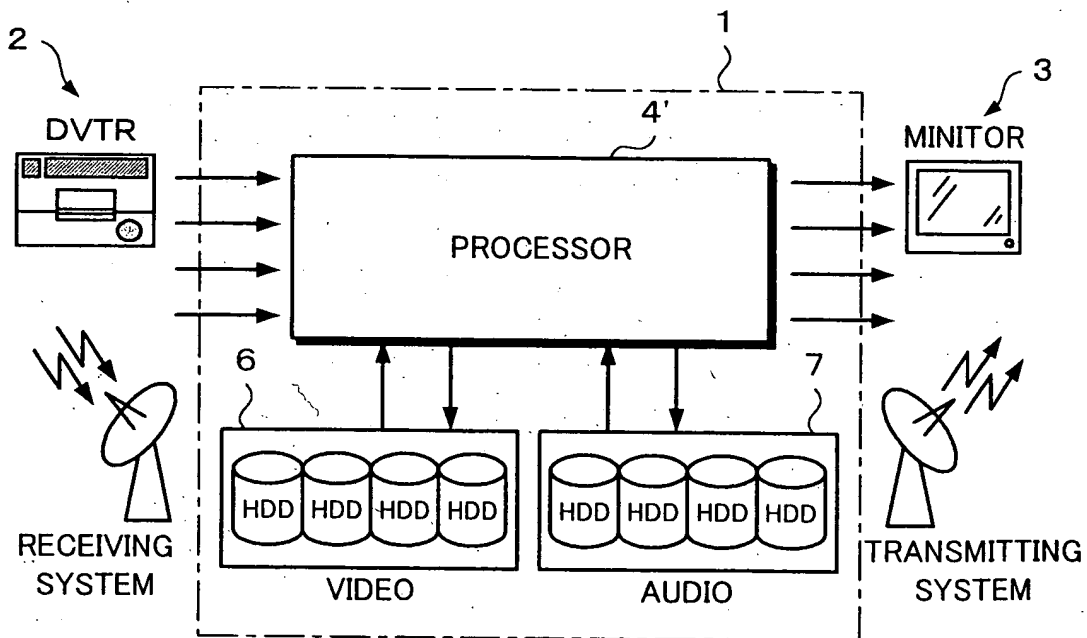 1
2
3
DVTR
4'
MINITOR
PROCESSOR
6
7
HDD HDD HDD HDD
HDD HDD HDD HDD
RECEIVING
SYSTEM
VIDEO
AUDIO
TRANSMITTING
SYSTEM